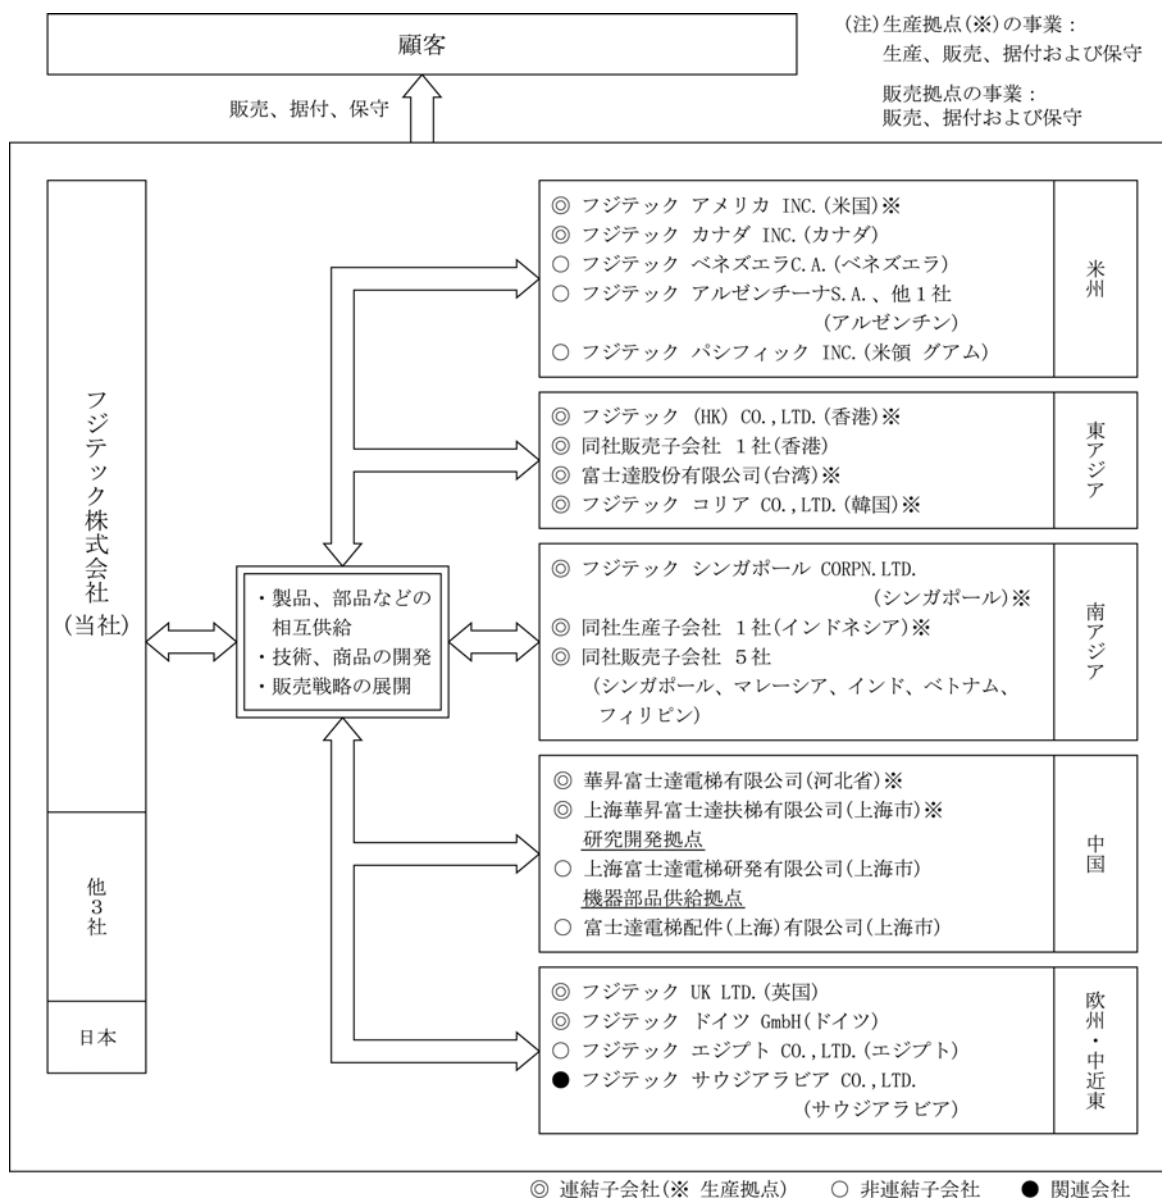 顧客
(注)生産拠点(※)の事業：
生産、販売、据付および保守
販売拠点の事業：
販売、据付および保守
販売、据付、保守
フジテック株式会社
(当社)
他3社
日本
・製品、部品などの
相互供給
・技術、商品の開発
・販売戦略の展開
◎ フジテック アメリカ INC.(米国)※
◎ フジテック カナダ INC.(カナダ)
○ フジテック ベネズエラC.A.(ベネズエラ)
○ フジテック アルゼンチーナS.A.、他1社
(アルゼンチン)
○ フジテック パシフィック INC.(米領 グアム)
米州
◎ フジテック (HK) CO.,LTD.(香港)※
◎ 同社販売子会社 1社(香港)
◎ 富士達股份有限公司(台湾)※
◎ フジテック コリア CO.,LTD.(韓国)※
東アジア
◎ フジテック シンガポール CORPN.LTD.
(シンガポール)※
◎ 同社生産子会社 1社(インドネシア)※
◎ 同社販売子会社 5社
(シンガポール、マレーシア、インド、ベトナム、
フィリピン)
南アジア
◎ 華昇富士達電梯有限公司(河北省)※
◎ 上海華昇富士達扶梯有限公司(上海市)※
研究開発拠点
○ 上海富士達電梯研発有限公司(上海市)
機器部品供給拠点
○ 富士達電梯配件(上海)有限公司(上海市)
中国
◎ フジテック UK LTD.(英国)
◎ フジテック ドイツ GmbH(ドイツ)
○ フジテック エジプト CO.,LTD.(エジプト)
● フジテック サウジアラビア CO.,LTD.
(サウジアラビア)
欧州・中近東
◎ 連結子会社(※ 生産拠点) ○ 非連結子会社 ● 関連会社